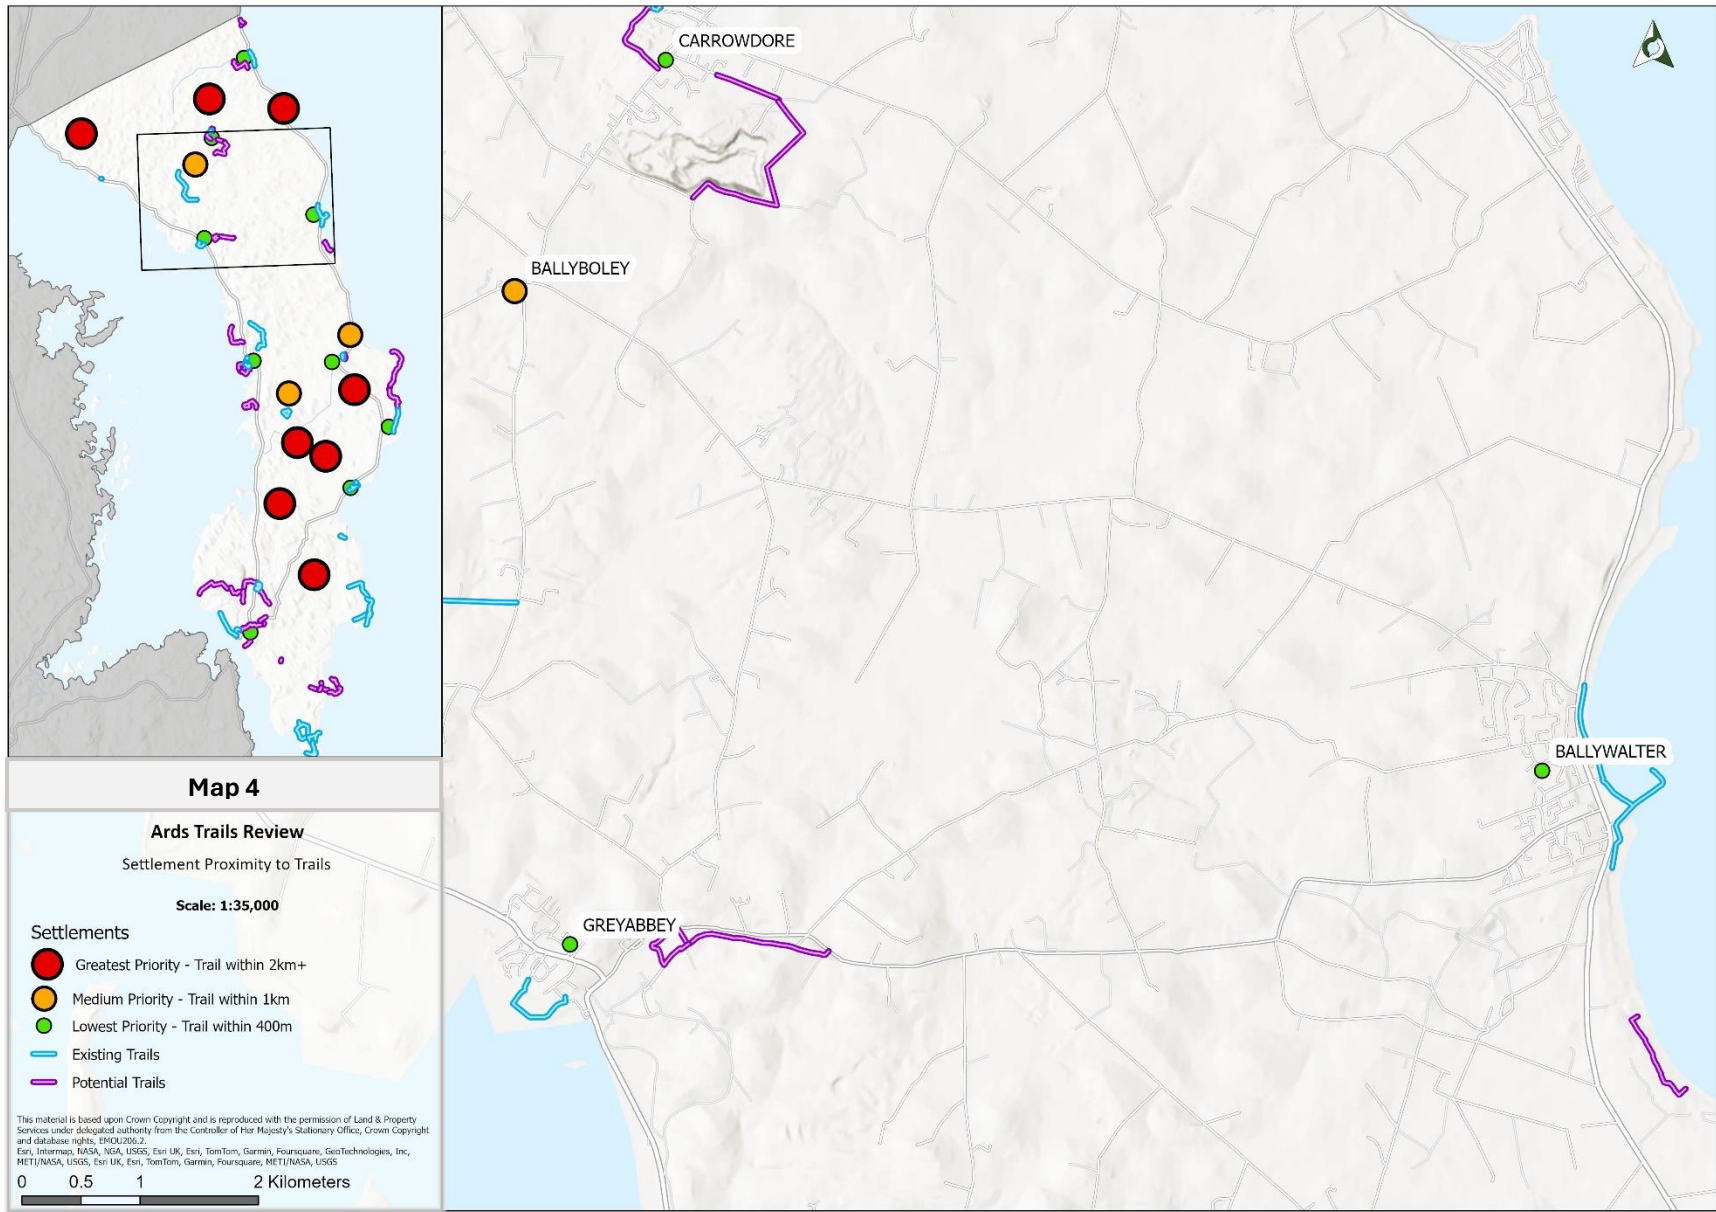 CARROWDORE
BALLYBOLEY
BALLYWALTER
GREYABBEY
Map 4
Ards Trails Review
Settlement Proximity to Trails
Scale: 1:35,000
Settlements
Greatest Priority - Trail within 2km+
Medium Priority - Trail within 1km
Lowest Priority - Trail within 400m
Existing Trails
Potential Trails
This material is based upon Crown Copyright and is reproduced with the permission of Land & Property
Services under delegated authority from the Controller of Her Majesty's Stationary Office, Crown Copyright
and database rights, EMOU206.2.
Esri, Intermap, NASA, NGA, USGS, Esri UK, Esri, TomTom, Garmin, Foursquare, GeoTechnologies, Inc,
METI/NASA, USGS, Esri UK, Esri, TomTom, Garmin, Foursquare, METI/NASA, USGS
0 0.5 1 2 Kilometers